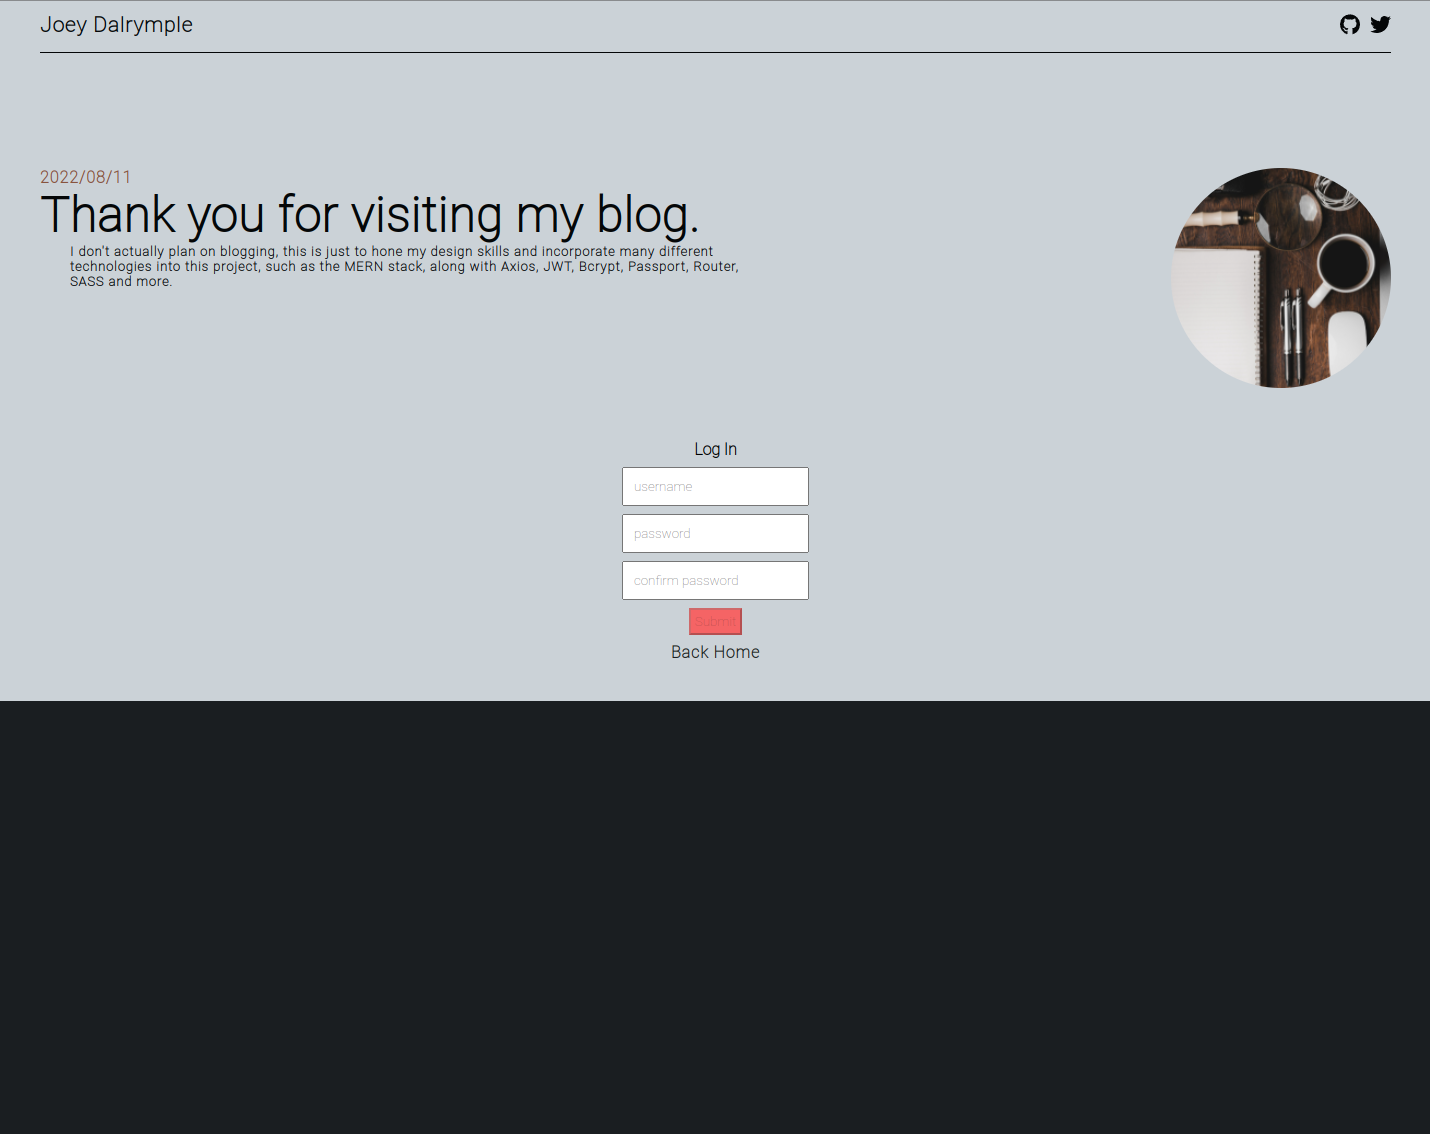 Joey Dalrymple
2022/08/11
Thank you for visiting my blog.
I don't actually plan on blogging, this is just to hone my design skills and incorporate many different
technologies into this project, such as the MERN stack, along with Axios, JWT, Bcrypt, Passport, Router,
SASS and more.
Log In
username
password
confirm password
Submit
Back Home